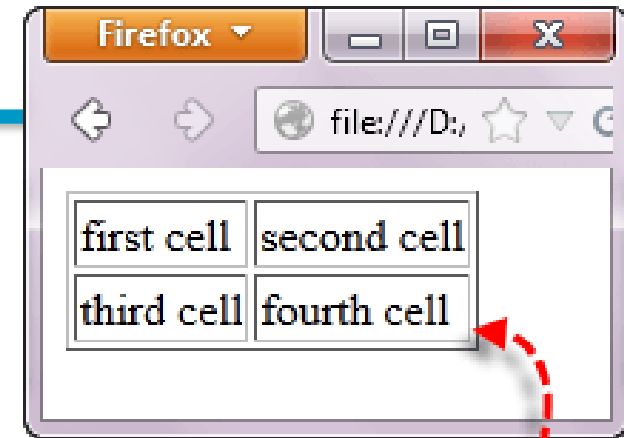 Firefox
file:///D:/
first cell second cell
third cell fourth cell